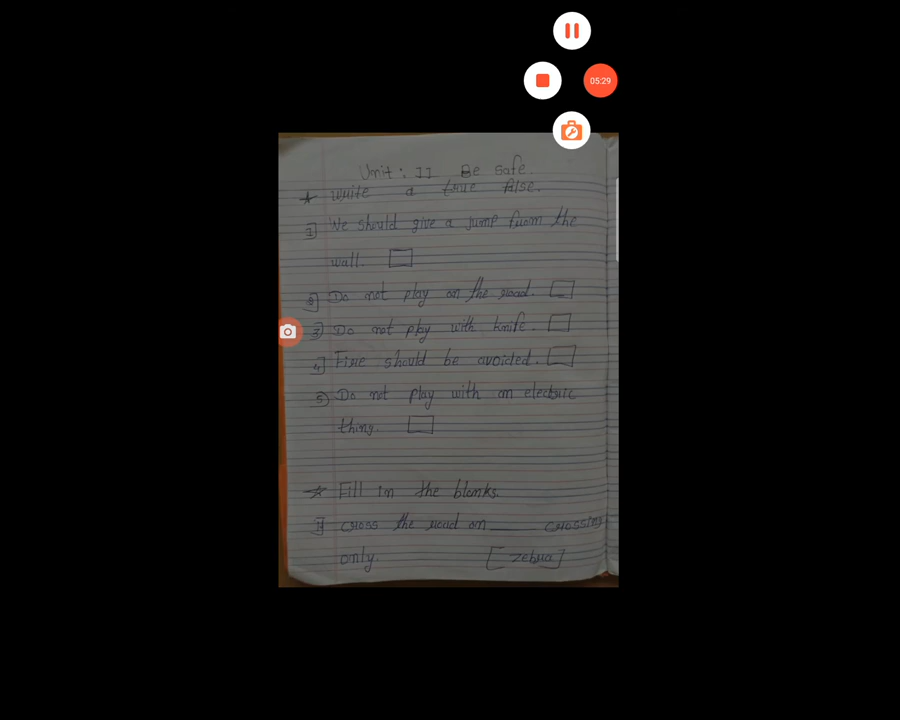 05:29
Unit : II Be safe.
★ Write a true false.
1] We should give a jump from the
wall.
2] Do not play on the road.
3] Do not play with knife.
4] Fire should be avoided.
5) Do not play with an electric
thing.
★ Fill in the blanks.
1] cross the road on ____ crossing
only. [zebra]